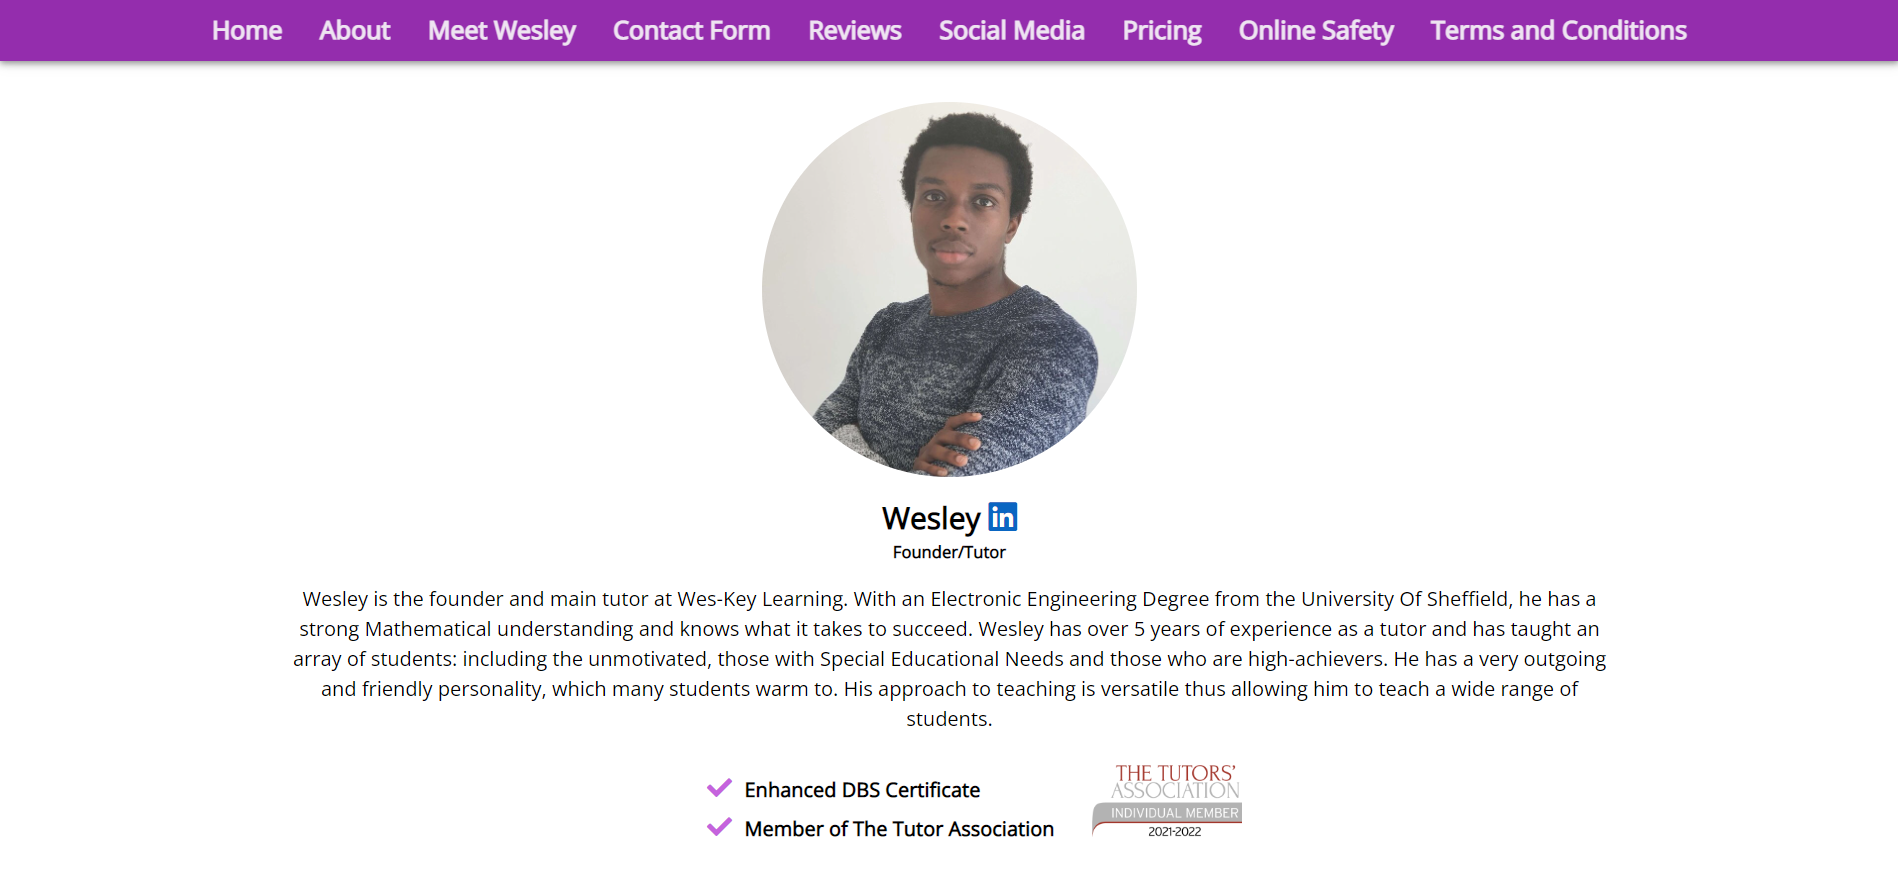 Home About Meet Wesley Contact Form Reviews Social Media Pricing Online Safety Terms and Conditions
Wesley in
Founder/Tutor
Wesley is the founder and main tutor at Wes-Key Learning. With an Electronic Engineering Degree from the University Of Sheffield, he has a
strong Mathematical understanding and knows what it takes to succeed. Wesley has over 5 years of experience as a tutor and has taught an
array of students: including the unmotivated, those with Special Educational Needs and those who are high-achievers. He has a very outgoing
and friendly personality, which many students warm to. His approach to teaching is versatile thus allowing him to teach a wide range of
students.
Enhanced DBS Certificate
Member of The Tutor Association
THE TUTORS'
ASSOCIATION
INDIVIDUAL MEMBER
2021-2022